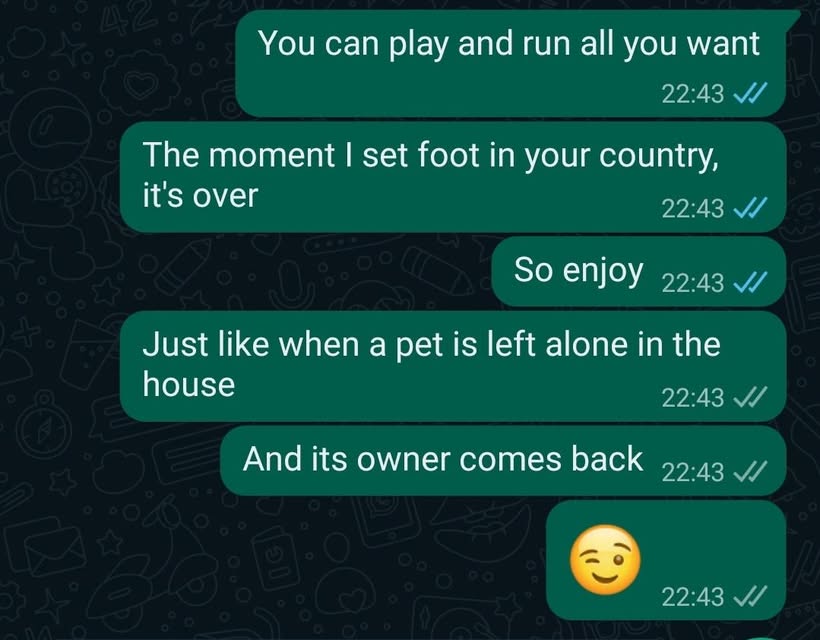 You can play and run all you want
22:43
The moment I set foot in your country,
it's over
22:43
So enjoy 22:43
Just like when a pet is left alone in the
house
22:43
And its owner comes back 22:43
😉
22:43